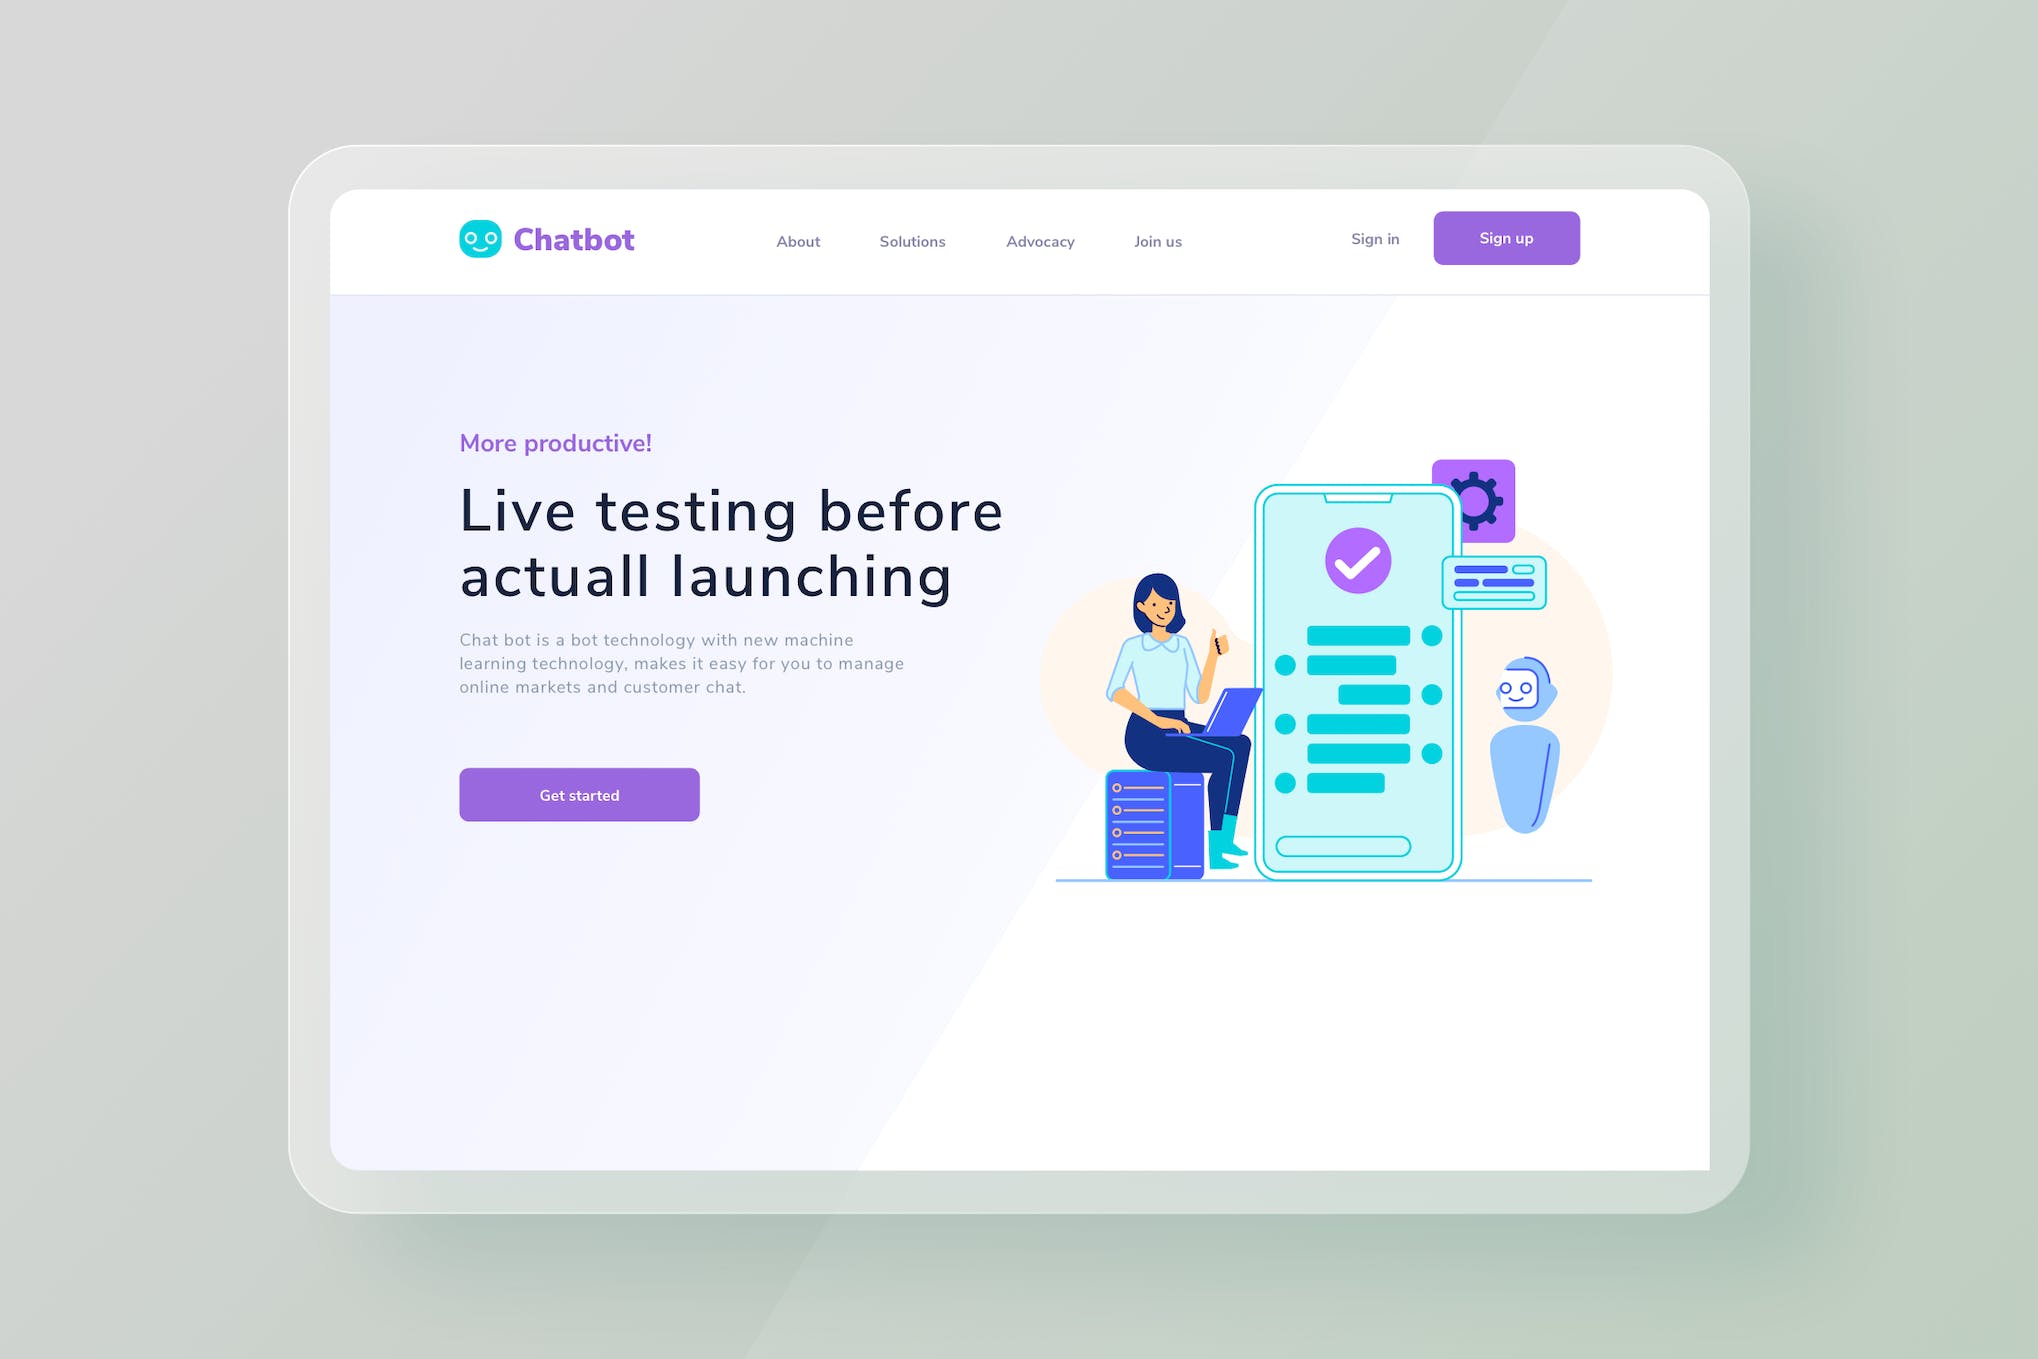 Chatbot
About Solutions Advocacy Join us Sign in Sign up
More productive!
Live testing before
actuall launching
Chat bot is a bot technology with new machine
learning technology, makes it easy for you to manage
online markets and customer chat.
Get started